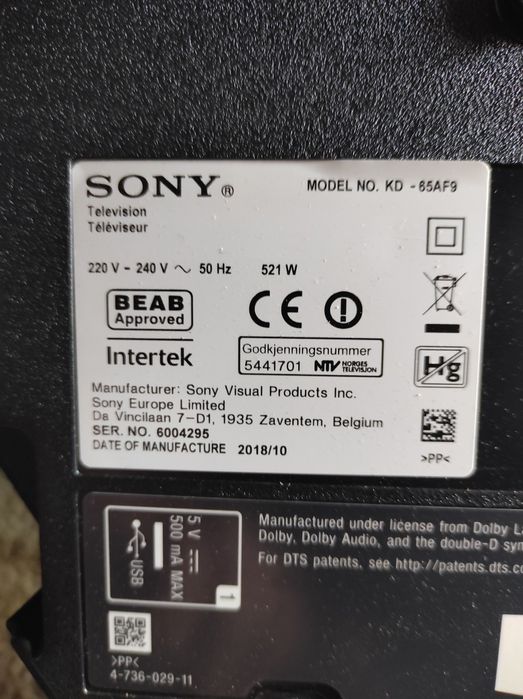 SONY®
MODEL NO. KD - 65AF9
Television
Téléviseur
220 V - 240 V ~ 50 Hz 521 W
BEAB
Approved
CE
Intertek
Godkjenningsnummer
5441701 NTV NORGES TELEVISJON
Hg
Manufacturer: Sony Visual Products Inc.
Sony Europe Limited
Da Vincilaan 7-D1, 1935 Zaventem, Belgium
SER. NO. 6004295
DATE OF MANUFACTURE 2018/10
>PP<
5 V ⎓
500 mA MAX
USB
1
Manufactured under license from Dolby
Dolby, Dolby Audio, and the double-D
For DTS patents, see http://patents.dts.
>PP<
4-736-029-11